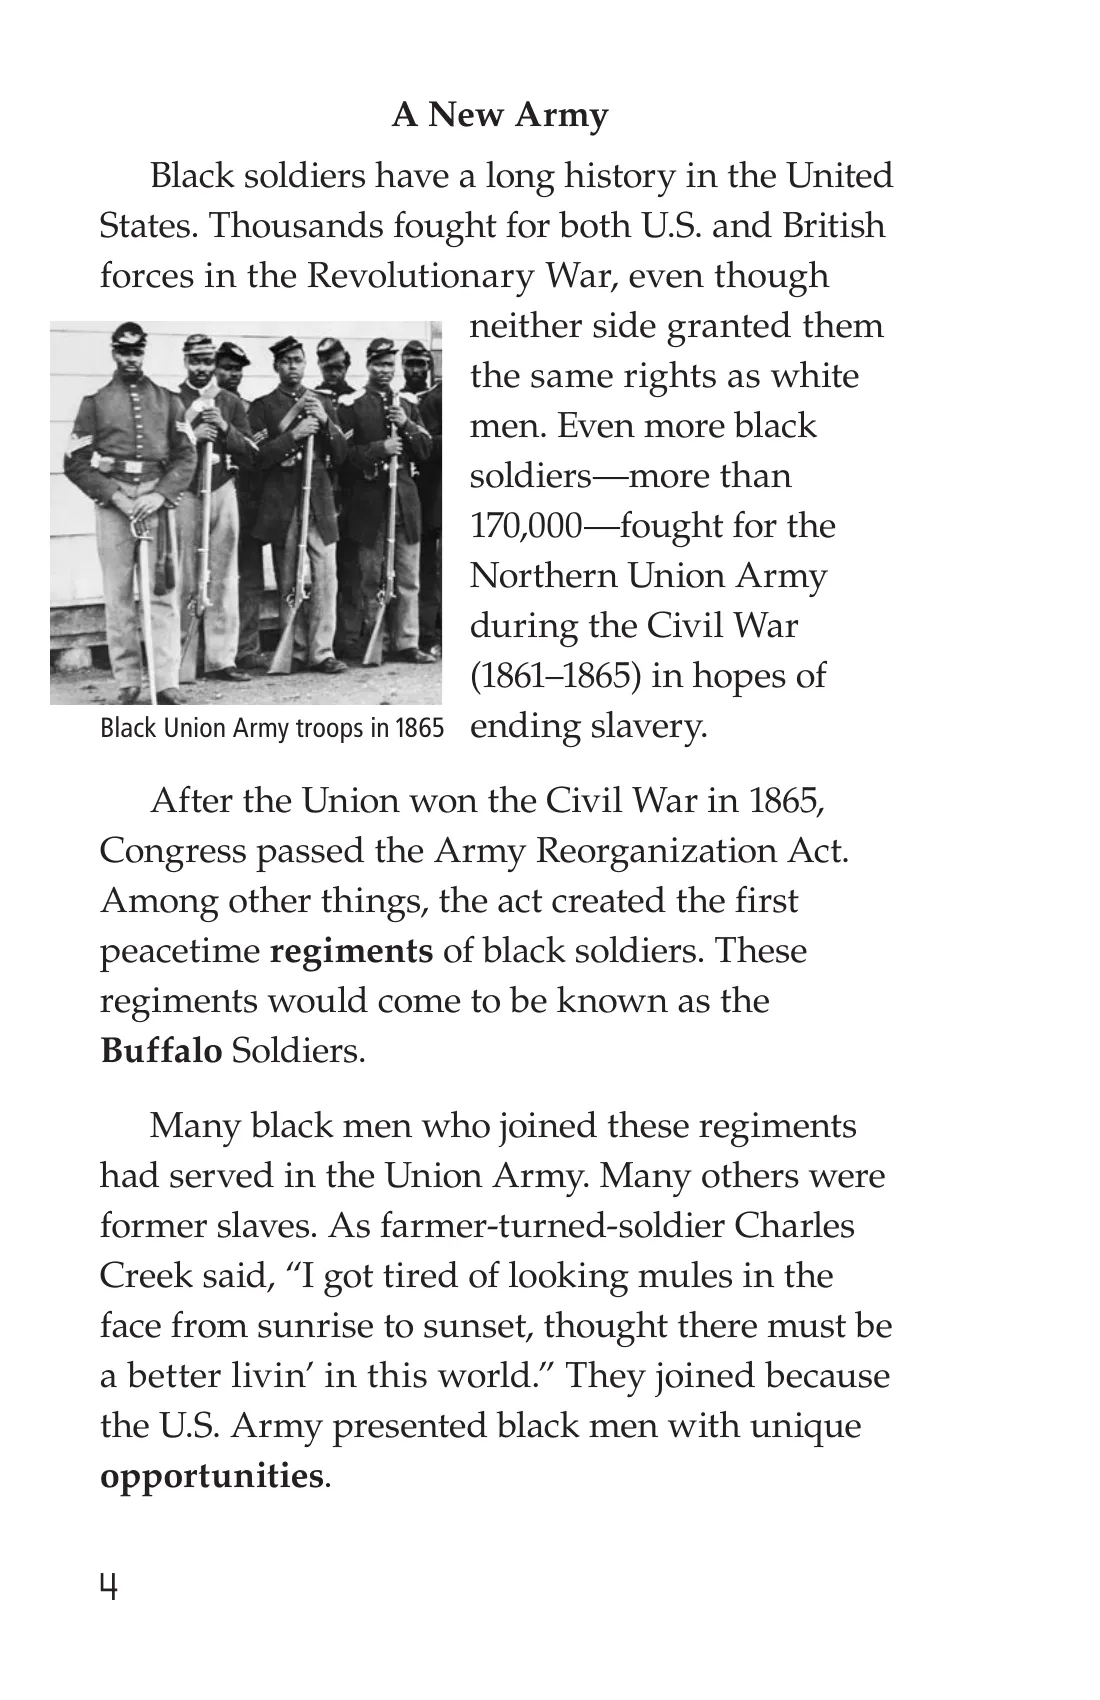 A New Army
Black soldiers have a long history in the United
States. Thousands fought for both U.S. and British
forces in the Revolutionary War, even though
neither side granted them
the same rights as white
men. Even more black
soldiers—more than
170,000—fought for the
Northern Union Army
during the Civil War
(1861–1865) in hopes of
ending slavery.
Black Union Army troops in 1865
After the Union won the Civil War in 1865,
Congress passed the Army Reorganization Act.
Among other things, the act created the first
peacetime regiments of black soldiers. These
regiments would come to be known as the
Buffalo Soldiers.
Many black men who joined these regiments
had served in the Union Army. Many others were
former slaves. As farmer-turned-soldier Charles
Creek said, “I got tired of looking mules in the
face from sunrise to sunset, thought there must be
a better livin’ in this world.” They joined because
the U.S. Army presented black men with unique
opportunities.
4